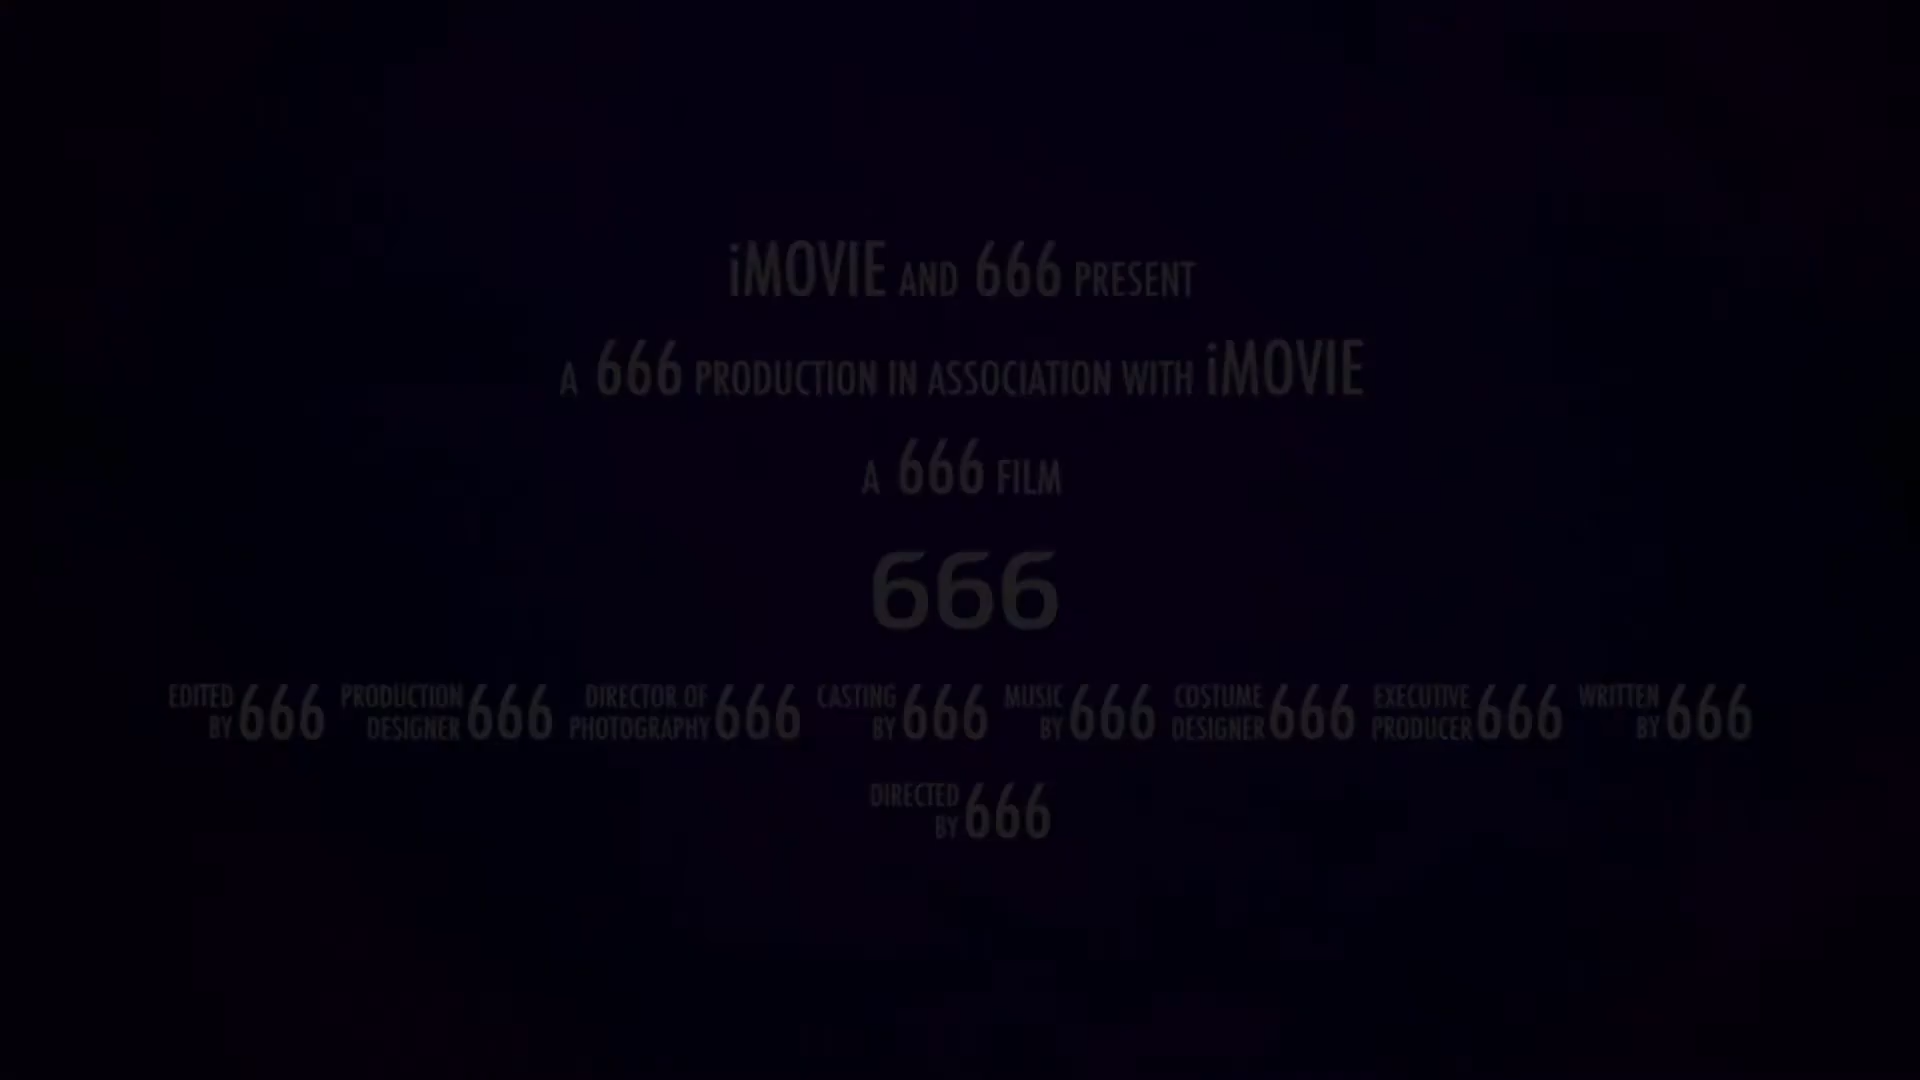 iMOVIE AND 666 PRESENT
A 666 PRODUCTION IN ASSOCIATION WITH iMOVIE
A 666 FILM
666
EDITED BY 666 PRODUCTION DESIGNER 666 DIRECTOR OF PHOTOGRAPHY 666 CASTING BY 666 MUSIC BY 666 COSTUME DESIGNER 666 EXECUTIVE PRODUCER 666 WRITTEN BY 666
DIRECTED BY 666